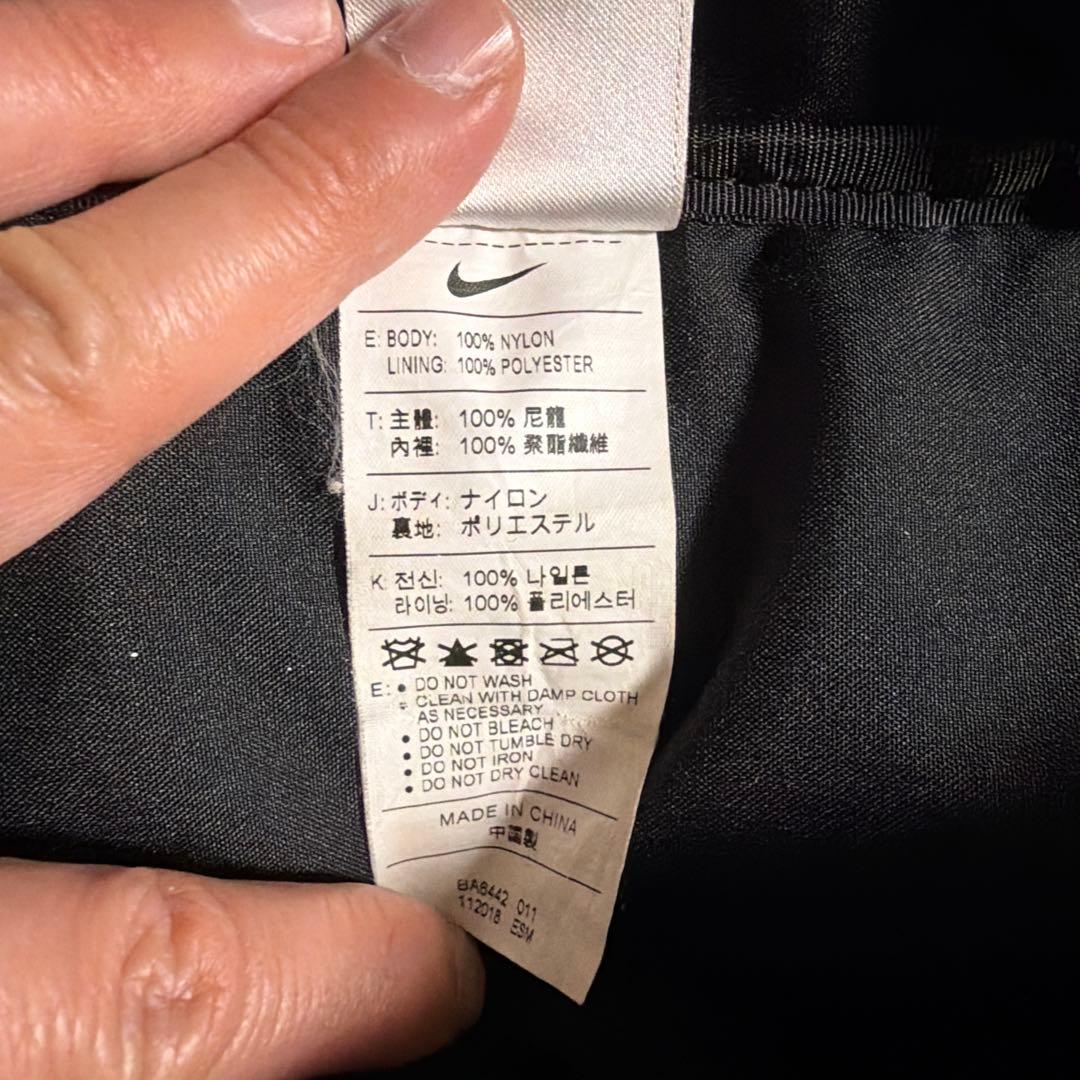 E: BODY: 100% NYLON
LINING: 100% POLYESTER
T: 主體: 100% 尼龍
內裡: 100% 聚酯纖維
J: ボディ: ナイロン
裏地: ポリエステル
K: 전신: 100% 나일론
라이닝: 100% 폴리에스터
E: • DO NOT WASH
• CLEAN WITH DAMP CLOTH
AS NECESSARY
• DO NOT BLEACH
• DO NOT TUMBLE DRY
• DO NOT IRON
• DO NOT DRY CLEAN
MADE IN CHINA
中國製
BA6442 011
112018 ESM